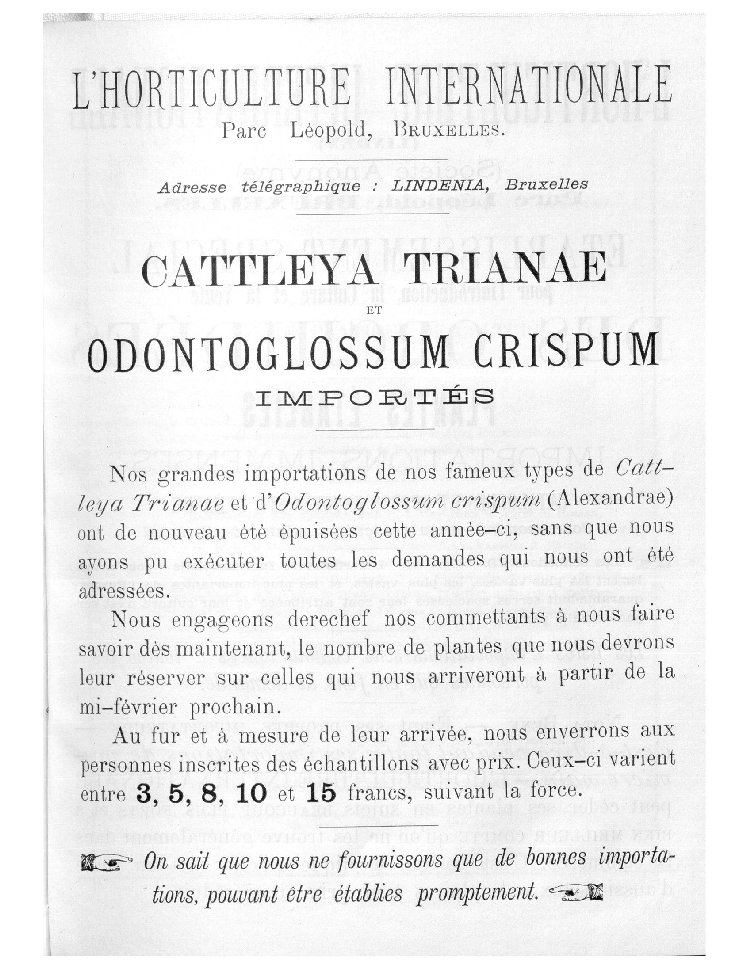 L'HORTICULTURE INTERNATIONALE
Parc Léopold, BRUXELLES.
Adresse télégraphique : LINDENIA, Bruxelles
CATTLEYA TRIANAE
ET
ODONTOGLOSSUM CRISPUM
IMPORTÉS
Nos grandes importations de nos fameux types de Catt-
leya Trianae et d'Odontoglossum crispum (Alexandrae)
ont de nouveau été épuisées cette année-ci, sans que nous
ayons pu exécuter toutes les demandes qui nous ont été
adressées.
Nous engageons derechef nos commettants à nous faire
savoir dès maintenant, le nombre de plantes que nous devrons
leur réserver sur celles qui nous arriveront à partir de la
mi-février prochain.
Au fur et à mesure de leur arrivée, nous enverrons aux
personnes inscrites des échantillons avec prix. Ceux-ci varient
entre 3, 5, 8, 10 et 15 francs, suivant la force.
☞ On sait que nous ne fournissons que de bonnes importa-
tions, pouvant être établies promptement. ☜